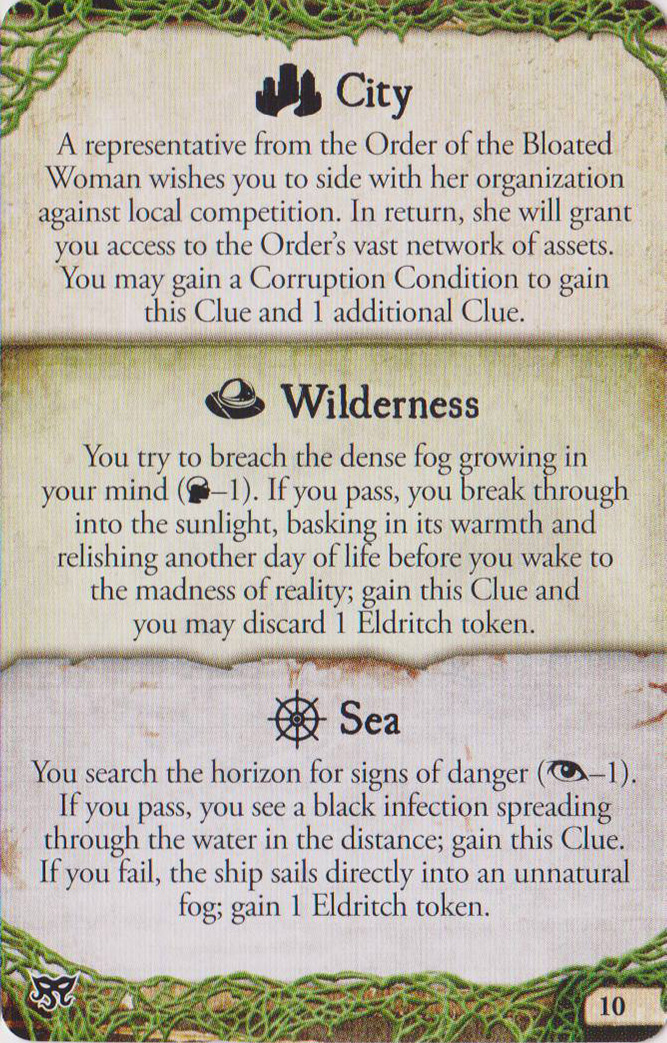 City
A representative from the Order of the Bloated
Woman wishes you to side with her organization
against local competition. In return, she will grant
you access to the Order’s vast network of assets.
You may gain a Corruption Condition to gain
this Clue and 1 additional Clue.
Wilderness
You try to breach the dense fog growing in
your mind (–1). If you pass, you break through
into the sunlight, basking in its warmth and
relishing another day of life before you wake to
the madness of reality; gain this Clue and
you may discard 1 Eldritch token.
Sea
You search the horizon for signs of danger (–1).
If you pass, you see a black infection spreading
through the water in the distance; gain this Clue.
If you fail, the ship sails directly into an unnatural
fog; gain 1 Eldritch token.
10